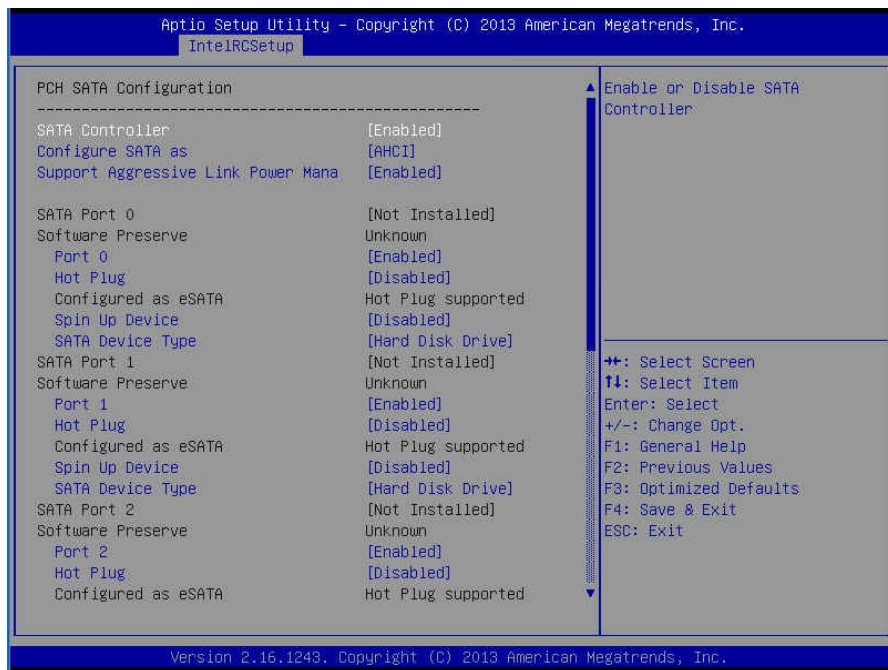 Aptio Setup Utility – Copyright (C) 2013 American Megatrends, Inc.
IntelRCSetup
PCH SATA Configuration
--------------------------------------------------
SATA Controller [Enabled]
Configure SATA as [AHCI]
Support Aggressive Link Power Mana [Enabled]
SATA Port 0 [Not Installed]
Software Preserve Unknown
Port 0 [Enabled]
Hot Plug [Disabled]
Configured as eSATA Hot Plug supported
Spin Up Device [Disabled]
SATA Device Type [Hard Disk Drive]
SATA Port 1 [Not Installed]
Software Preserve Unknown
Port 1 [Enabled]
Hot Plug [Disabled]
Configured as eSATA Hot Plug supported
Spin Up Device [Disabled]
SATA Device Type [Hard Disk Drive]
SATA Port 2 [Not Installed]
Software Preserve Unknown
Port 2 [Enabled]
Hot Plug [Disabled]
Configured as eSATA Hot Plug supported
Enable or Disable SATA
Controller
→←: Select Screen
↑↓: Select Item
Enter: Select
+/-: Change Opt.
F1: General Help
F2: Previous Values
F3: Optimized Defaults
F4: Save & Exit
ESC: Exit
Version 2.16.1243. Copyright (C) 2013 American Megatrends, Inc.